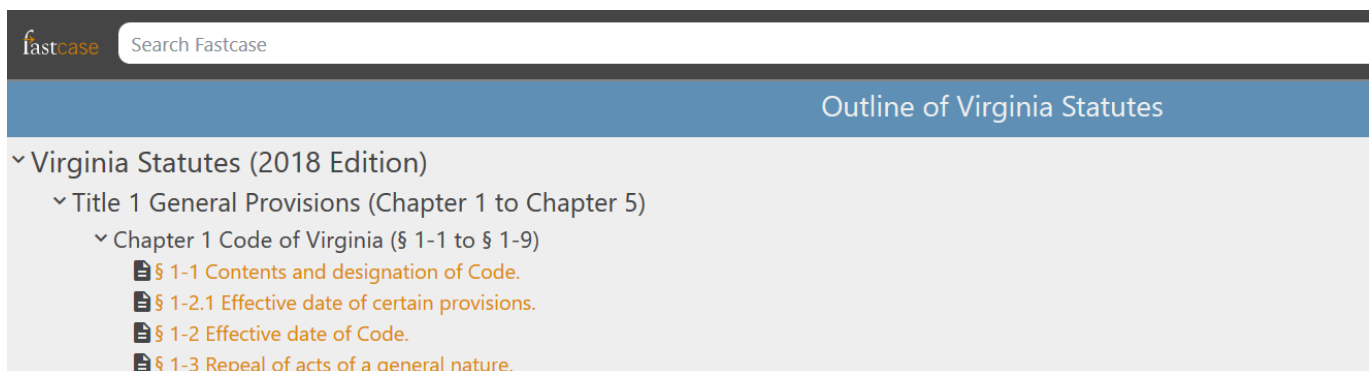 fastcase Search Fastcase
Outline of Virginia Statutes
Virginia Statutes (2018 Edition)
Title 1 General Provisions (Chapter 1 to Chapter 5)
Chapter 1 Code of Virginia (§ 1-1 to § 1-9)
§ 1-1 Contents and designation of Code.
§ 1-2.1 Effective date of certain provisions.
§ 1-2 Effective date of Code.
§ 1-3 Repeal of acts of a general nature.